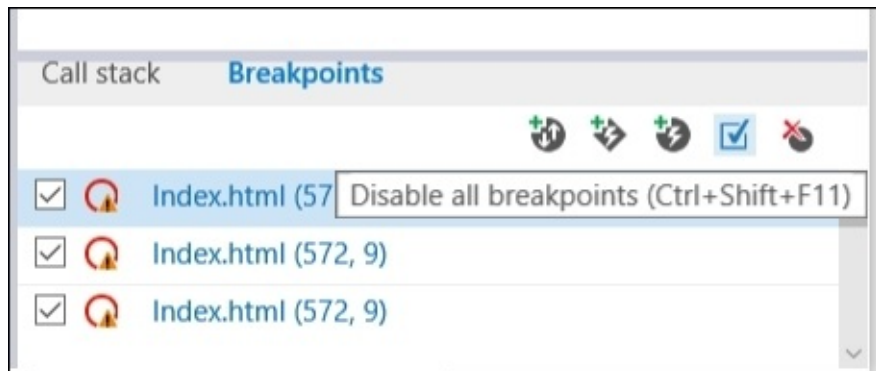 Call stack Breakpoints
Index.html (57
Disable all breakpoints (Ctrl+Shift+F11)
Index.html (572, 9)
Index.html (572, 9)